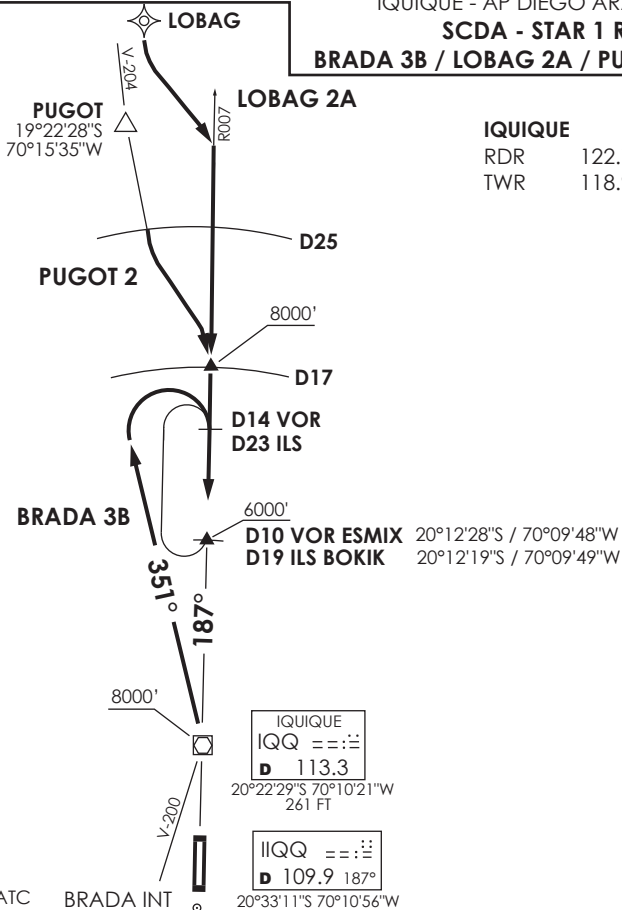 IQUIQUE - AP DIEGO
SCDA - STAR 1
BRADA 3B / LOBAG 2A /
LOBAG
V-204
PUGOT
19°22'28"S
70°15'35"W
LOBAG 2A
R007
IQUIQUE
RDR 122.
TWR 118.
D25
PUGOT 2
8000'
D17
D14 VOR
D23 ILS
BRADA 3B
6000'
D10 VOR ESMIX 20°12'28"S / 70°09'48"W
D19 ILS BOKIK 20°12'19"S / 70°09'49"W
351°
187°
8000'
IQUIQUE
IQQ
D 113.3
20°22'29"S 70°10'21"W
261 FT
V-200
IIQQ
D 109.9 187°
20°33'11"S 70°10'56"W
ATC BRADA INT